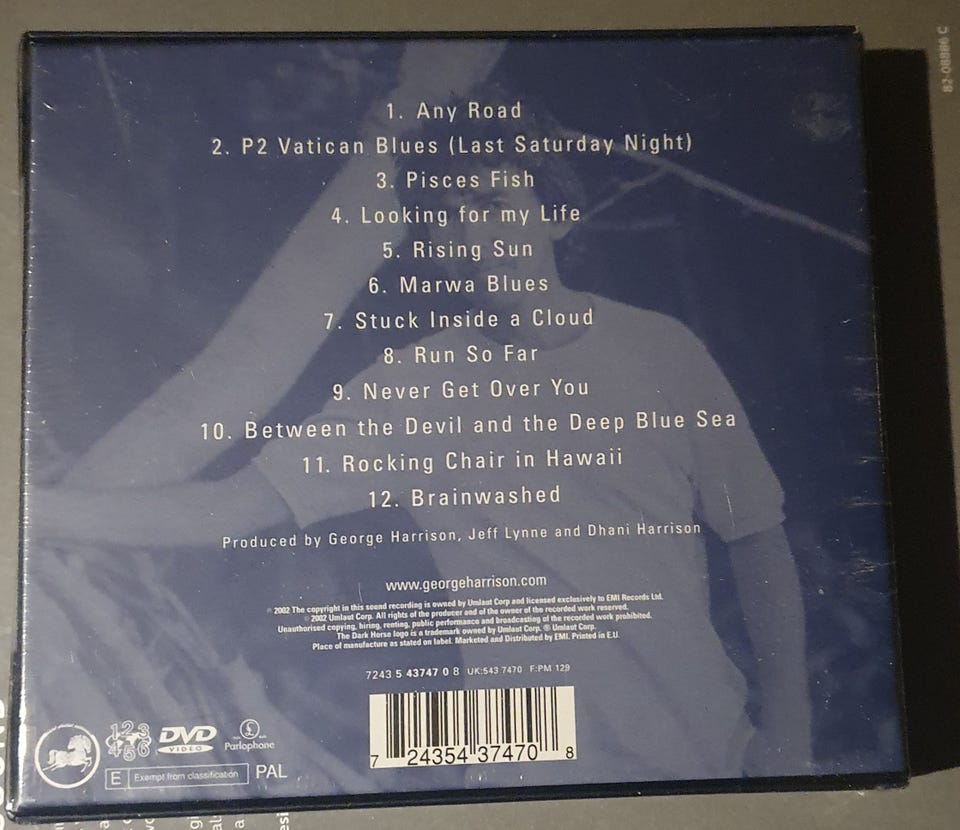 1. Any Road
2. P2 Vatican Blues (Last Saturday Night)
3. Pisces Fish
4. Looking for my Life
5. Rising Sun
6. Marwa Blues
7. Stuck Inside a Cloud
8. Run So Far
9. Never Get Over You
10. Between the Devil and the Deep Blue Sea
11. Rocking Chair in Hawaii
12. Brainwashed
Produced by George Harrison, Jeff Lynne and Dhani Harrison
www.georgeharrison.com
℗ 2002 The copyright in this sound recording is owned by Umlaut Corp and licensed exclusively to EMI Records Ltd.
© 2002 Umlaut Corp. All rights of the producer and of the owner of the recorded work reserved.
Unauthorised copying, hiring, renting, public performance and broadcasting of the recorded work prohibited.
The Dark Horse logo is a trademark owned by Umlaut Corp. ® Umlaut Corp.
Place of manufacture as stated on label. Marketed and Distributed by EMI. Printed in E.U.
7243 5 43747 0 8 UK:543 7470 F:PM 129
7 24354 37470 8
123
456
DVD
VIDEO
Parlophone
E Exempt from classification
PAL
82-08886 C